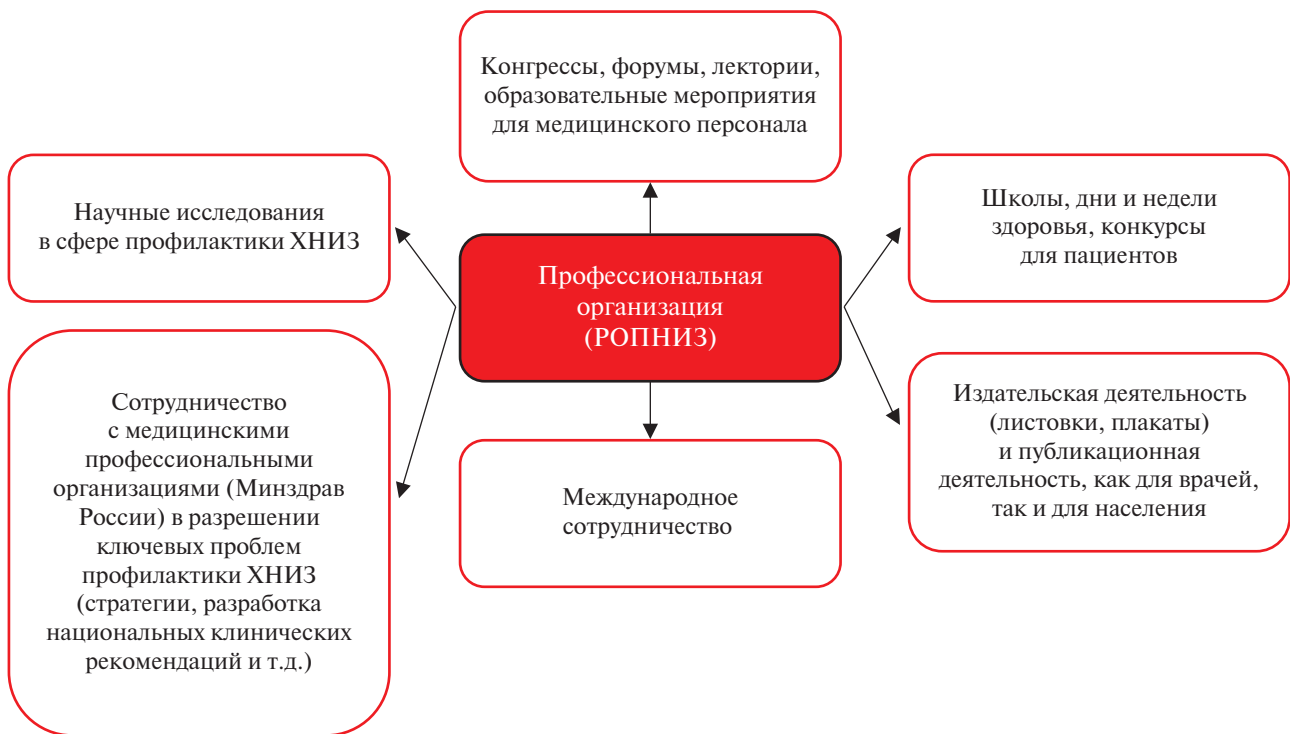 Конгрессы, форумы, лектории,
образовательные мероприятия
для медицинского персонала
Научные исследования
в сфере профилактики ХНИЗ
Профессиональная
организация
(РОПНИЗ)
Школы, дни и недели
здоровья, конкурсы
для пациентов
Сотрудничество
с медицинскими
профессиональными
организациями (Минздрав
России) в разрешении
ключевых проблем
профилактики ХНИЗ
(стратегии, разработка
национальных клинических
рекомендаций и т.д.)
Международное
сотрудничество
Издательская деятельность
(листовки, плакаты)
и публикационная
деятельность, как для врачей,
так и для населения